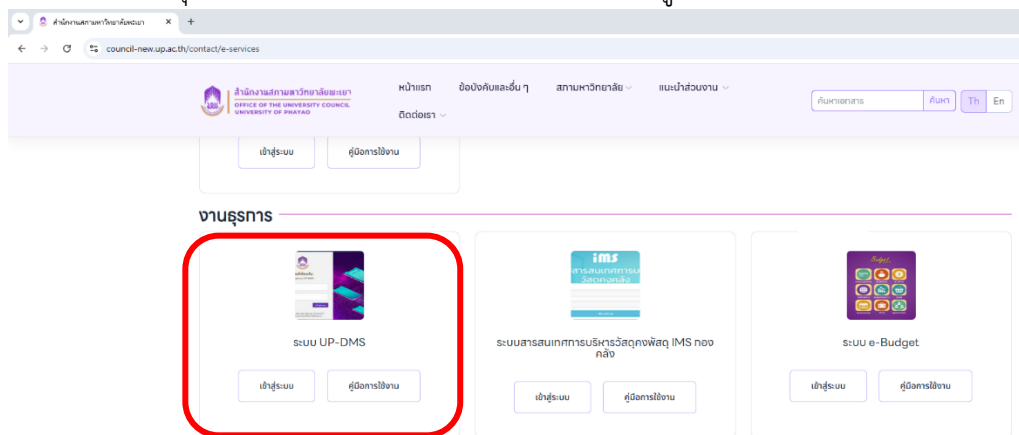 สำนักงานสภามหาวิทยาลัยพะเยา
council-new.up.ac.th/contact/e-services
สำนักงานสภามหาวิทยาลัยพะเยา
OFFICE OF THE UNIVERSITY COUNCIL
UNIVERSITY OF PHAYAO
หน้าแรก ข้อบังคับและอื่น ๆ สภามหาวิทยาลัย แนะนำส่วนงาน
ติดต่อเรา
ค้นหาเอกสาร ค้นหา Th En
เข้าสู่ระบบ คู่มือการใช้งาน
งานธุรการ
ims
Budget
ระบบ UP-DMS
ระบบสารสนเทศการบริหารวัสดุคงพัสดุ IMS กอง
คลัง
ระบบ e-Budget
เข้าสู่ระบบ คู่มือการใช้งาน
เข้าสู่ระบบ คู่มือการใช้งาน
เข้าสู่ระบบ คู่มือการใช้งาน